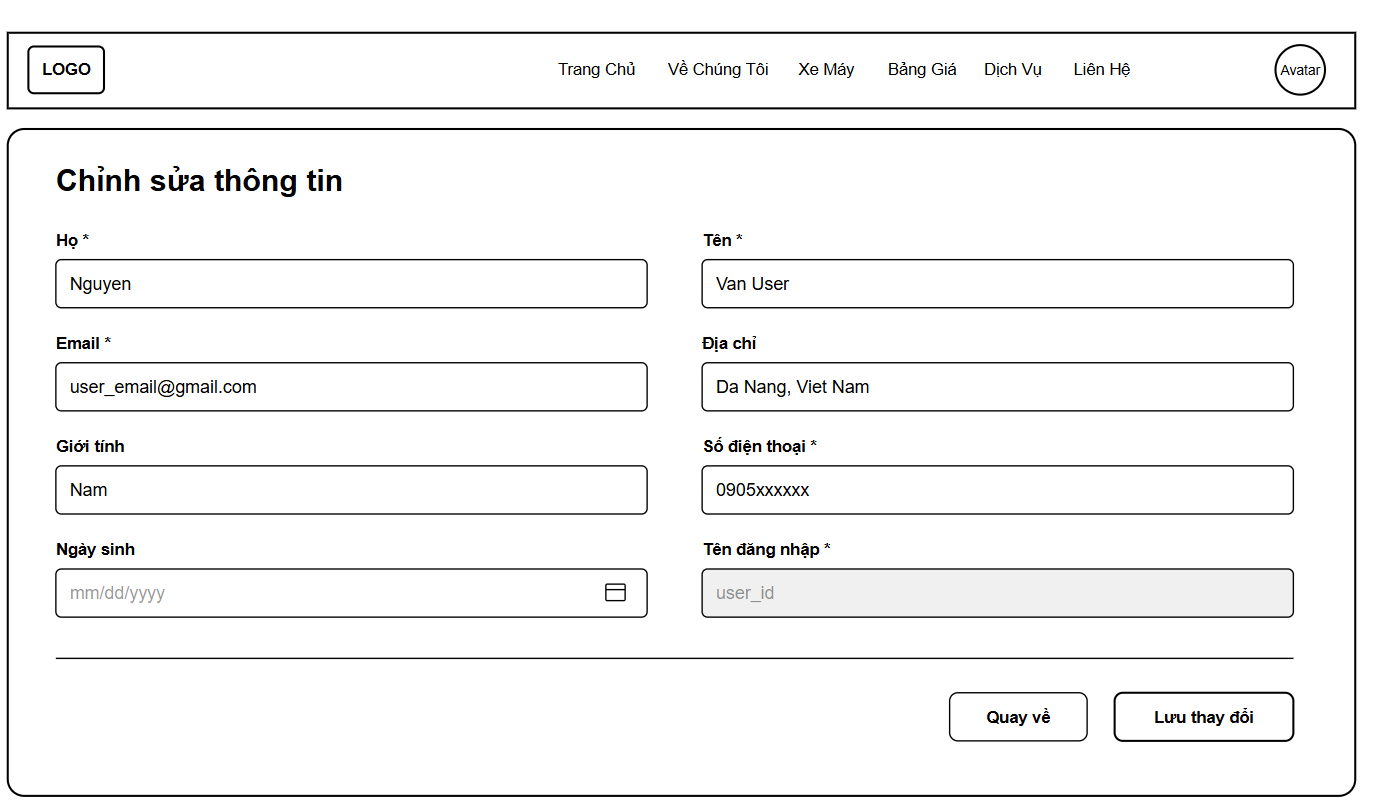 LOGO Trang Chủ Về Chúng Tôi Xe Máy Bảng Giá Dịch Vụ Liên Hệ Avatar
Chỉnh sửa thông tin
Họ * Tên *
Nguyen Van User
Email * Địa chỉ
user_email@gmail.com Da Nang, Viet Nam
Giới tính Số điện thoại *
Nam 0905xxxxxx
Ngày sinh Tên đăng nhập *
mm/dd/yyyy user_id
Quay về Lưu thay đổi